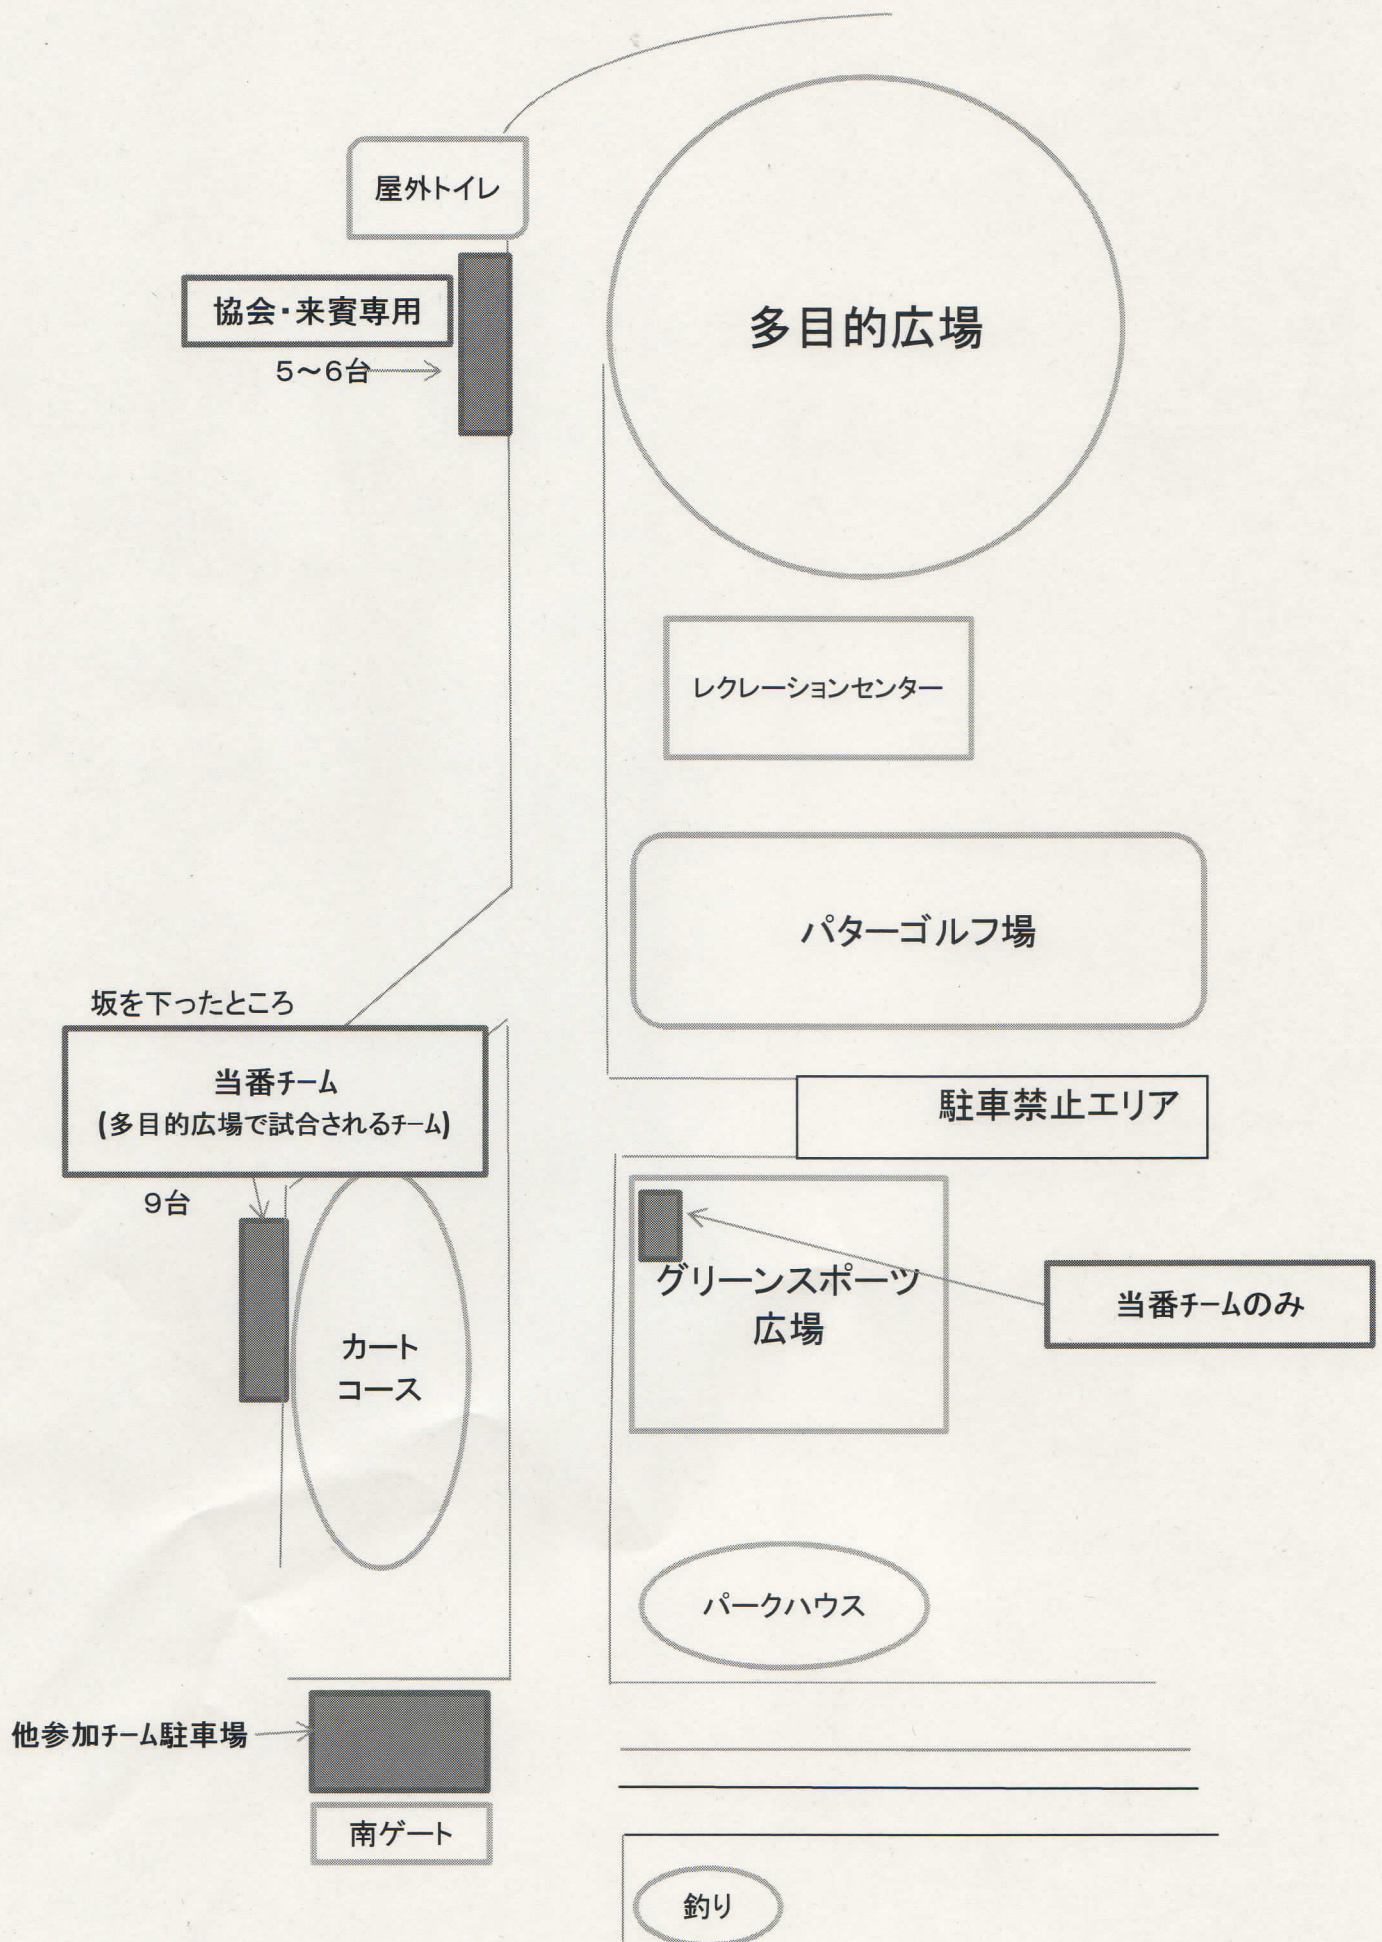 屋外トイレ
協会・来賓専用
5～6台
多目的広場
レクレーションセンター
パターゴルフ場
坂を下ったところ
当番チーム
(多目的広場で試合されるチーム)
駐車禁止エリア
9台
グリーンスポーツ
広場
当番チームのみ
カート
コース
パークハウス
他参加チーム駐車場
南ゲート
釣り